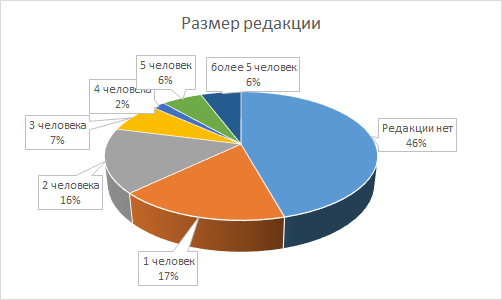 Размер редакции
5 человек
6%
более 5 человек
6%
4 человека
2%
3 человека
7%
Редакции нет
46%
2 человека
16%
1 человек
17%